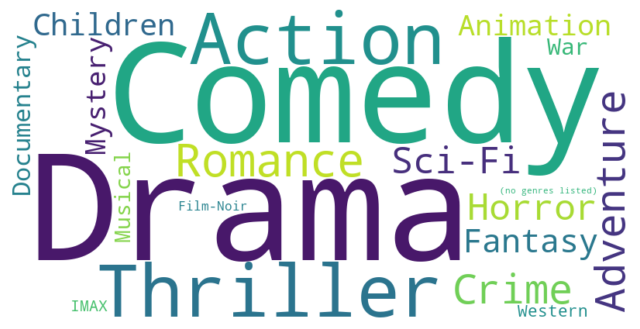 Children
Action
Animation
War
Documentary
Mystery
Comedy
Adventure
Romance
Sci-Fi
Musical
Drama
(no genres listed)
Film-Noir
Horror
Fantasy
Thriller
Crime
IMAX
Western